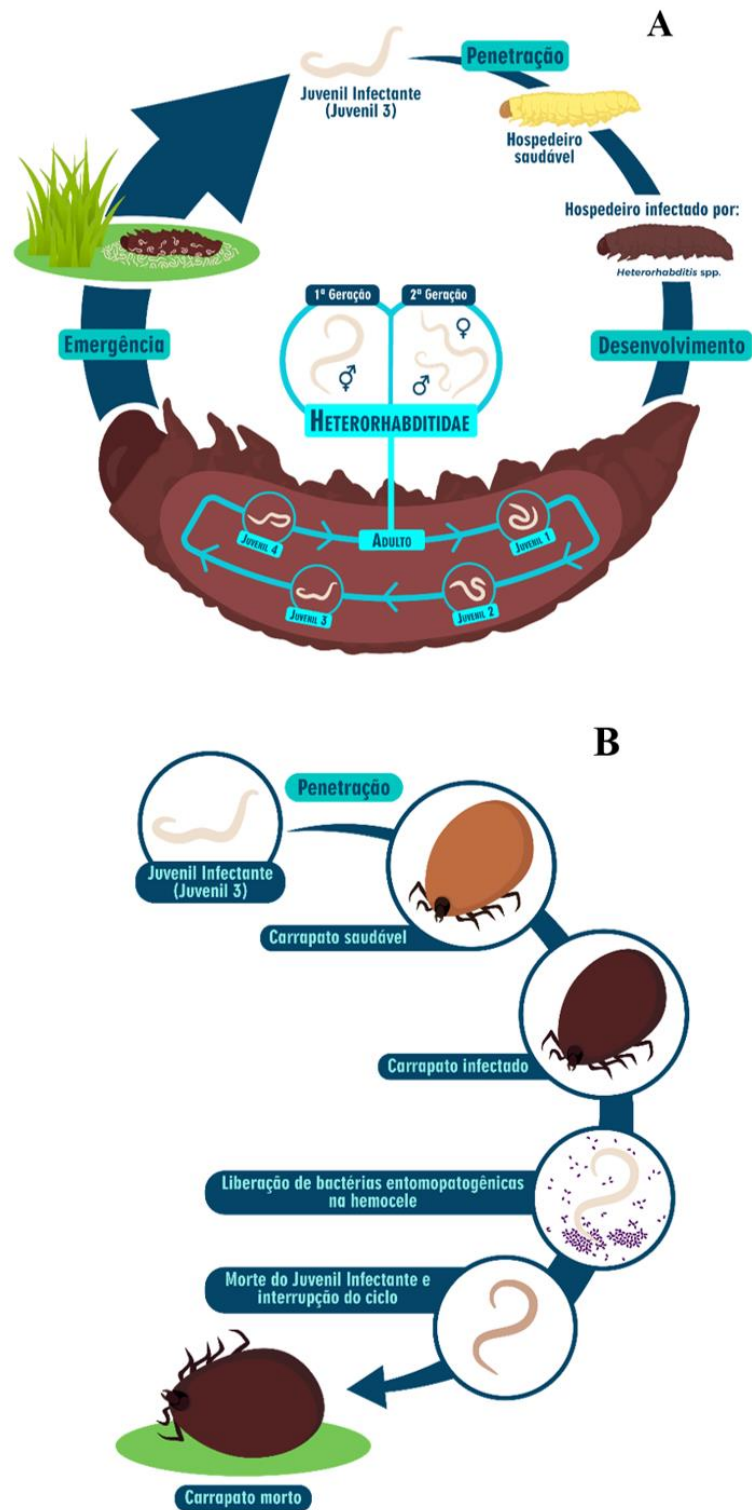 A
Penetração
Juvenil Infectante
(Juvenil 3)
Hospedeiro
saudável
Hospedeiro infectado por:
Heterorhabditis spp.
1ª Geração
2ª Geração
Emergência
Desenvolvimento
HETERORHABDITIDAE
JUVENIL 4
ADULTO
JUVENIL 1
JUVENIL 3
JUVENIL 2
B
Penetração
Juvenil Infectante
(Juvenil 3)
Carrapato saudável
Carrapato infectado
Liberação de bactérias entomopatogênicas
na hemocele
Morte do Juvenil Infectante e
interrupção do ciclo
Carrapato morto